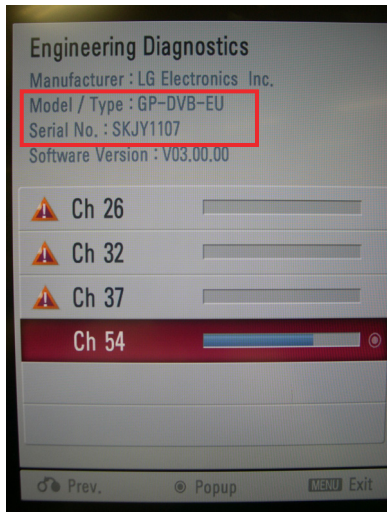 Engineering Diagnostics
Manufacturer : LG Electronics Inc.
Model / Type : GP-DVB-EU
Serial No. : SKJY1107
Software Version : V03.00.00
Ch 26
Ch 32
Ch 37
Ch 54
Prev. Popup MENU Exit